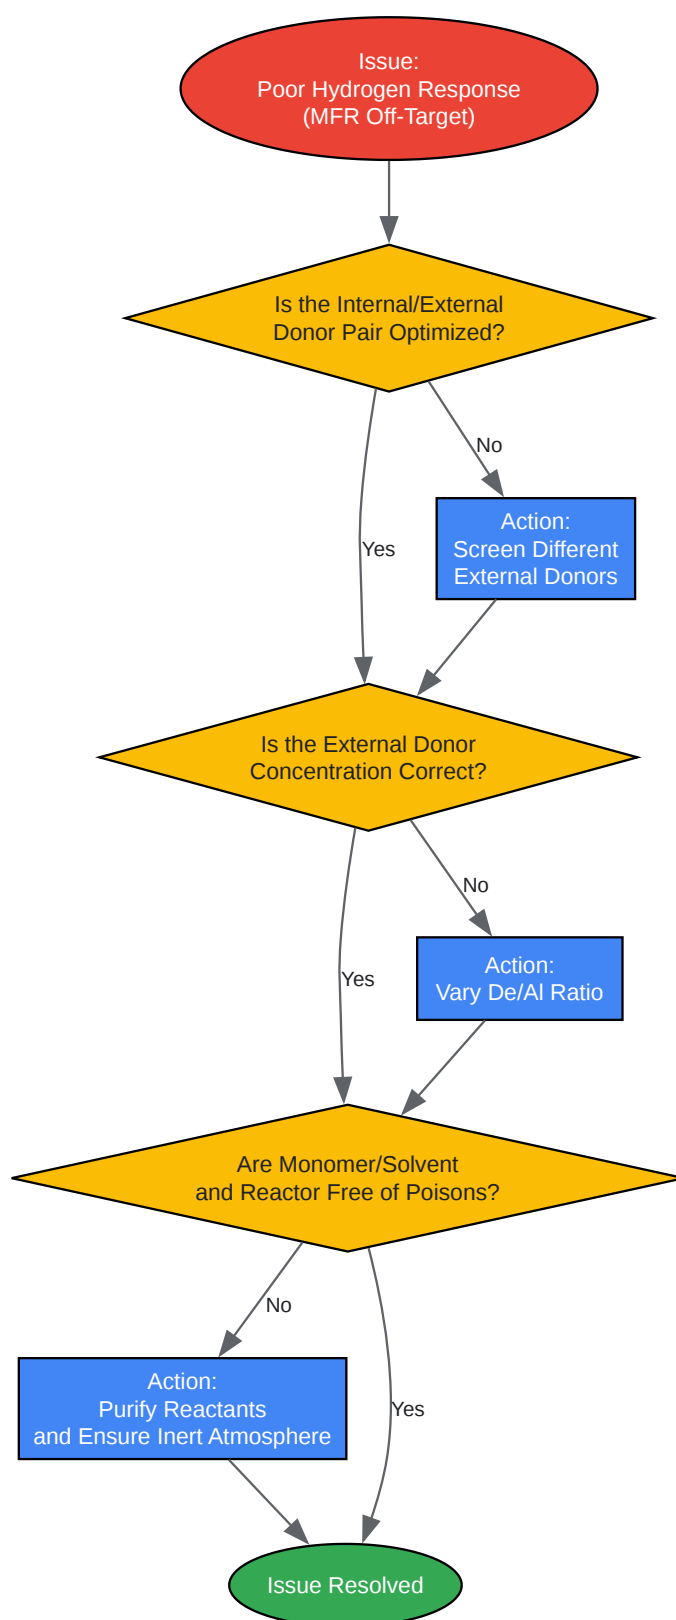 Issue:
Poor Hydrogen Response
(MFR Off-Target)
Is the Internal/External
Donor Pair Optimized?
No
Action:
Screen Different
External Donors
Yes
Is the External Donor
Concentration Correct?
No
Action:
Vary De/Al Ratio
Yes
Are Monomer/Solvent
and Reactor Free of Poisons?
No
Action:
Purify Reactants
and Ensure Inert Atmosphere
Yes
Issue Resolved